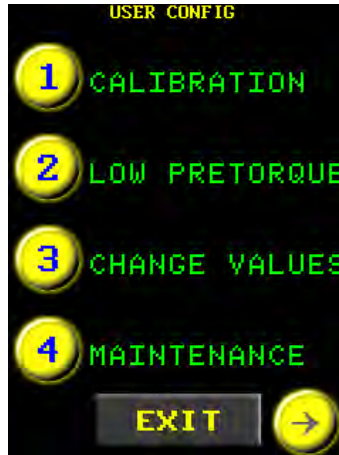 USER CONFIG
1 CALIBRATION
2 LOW PRETORQUE
3 CHANGE VALUES
4 MAINTENANCE
EXIT →